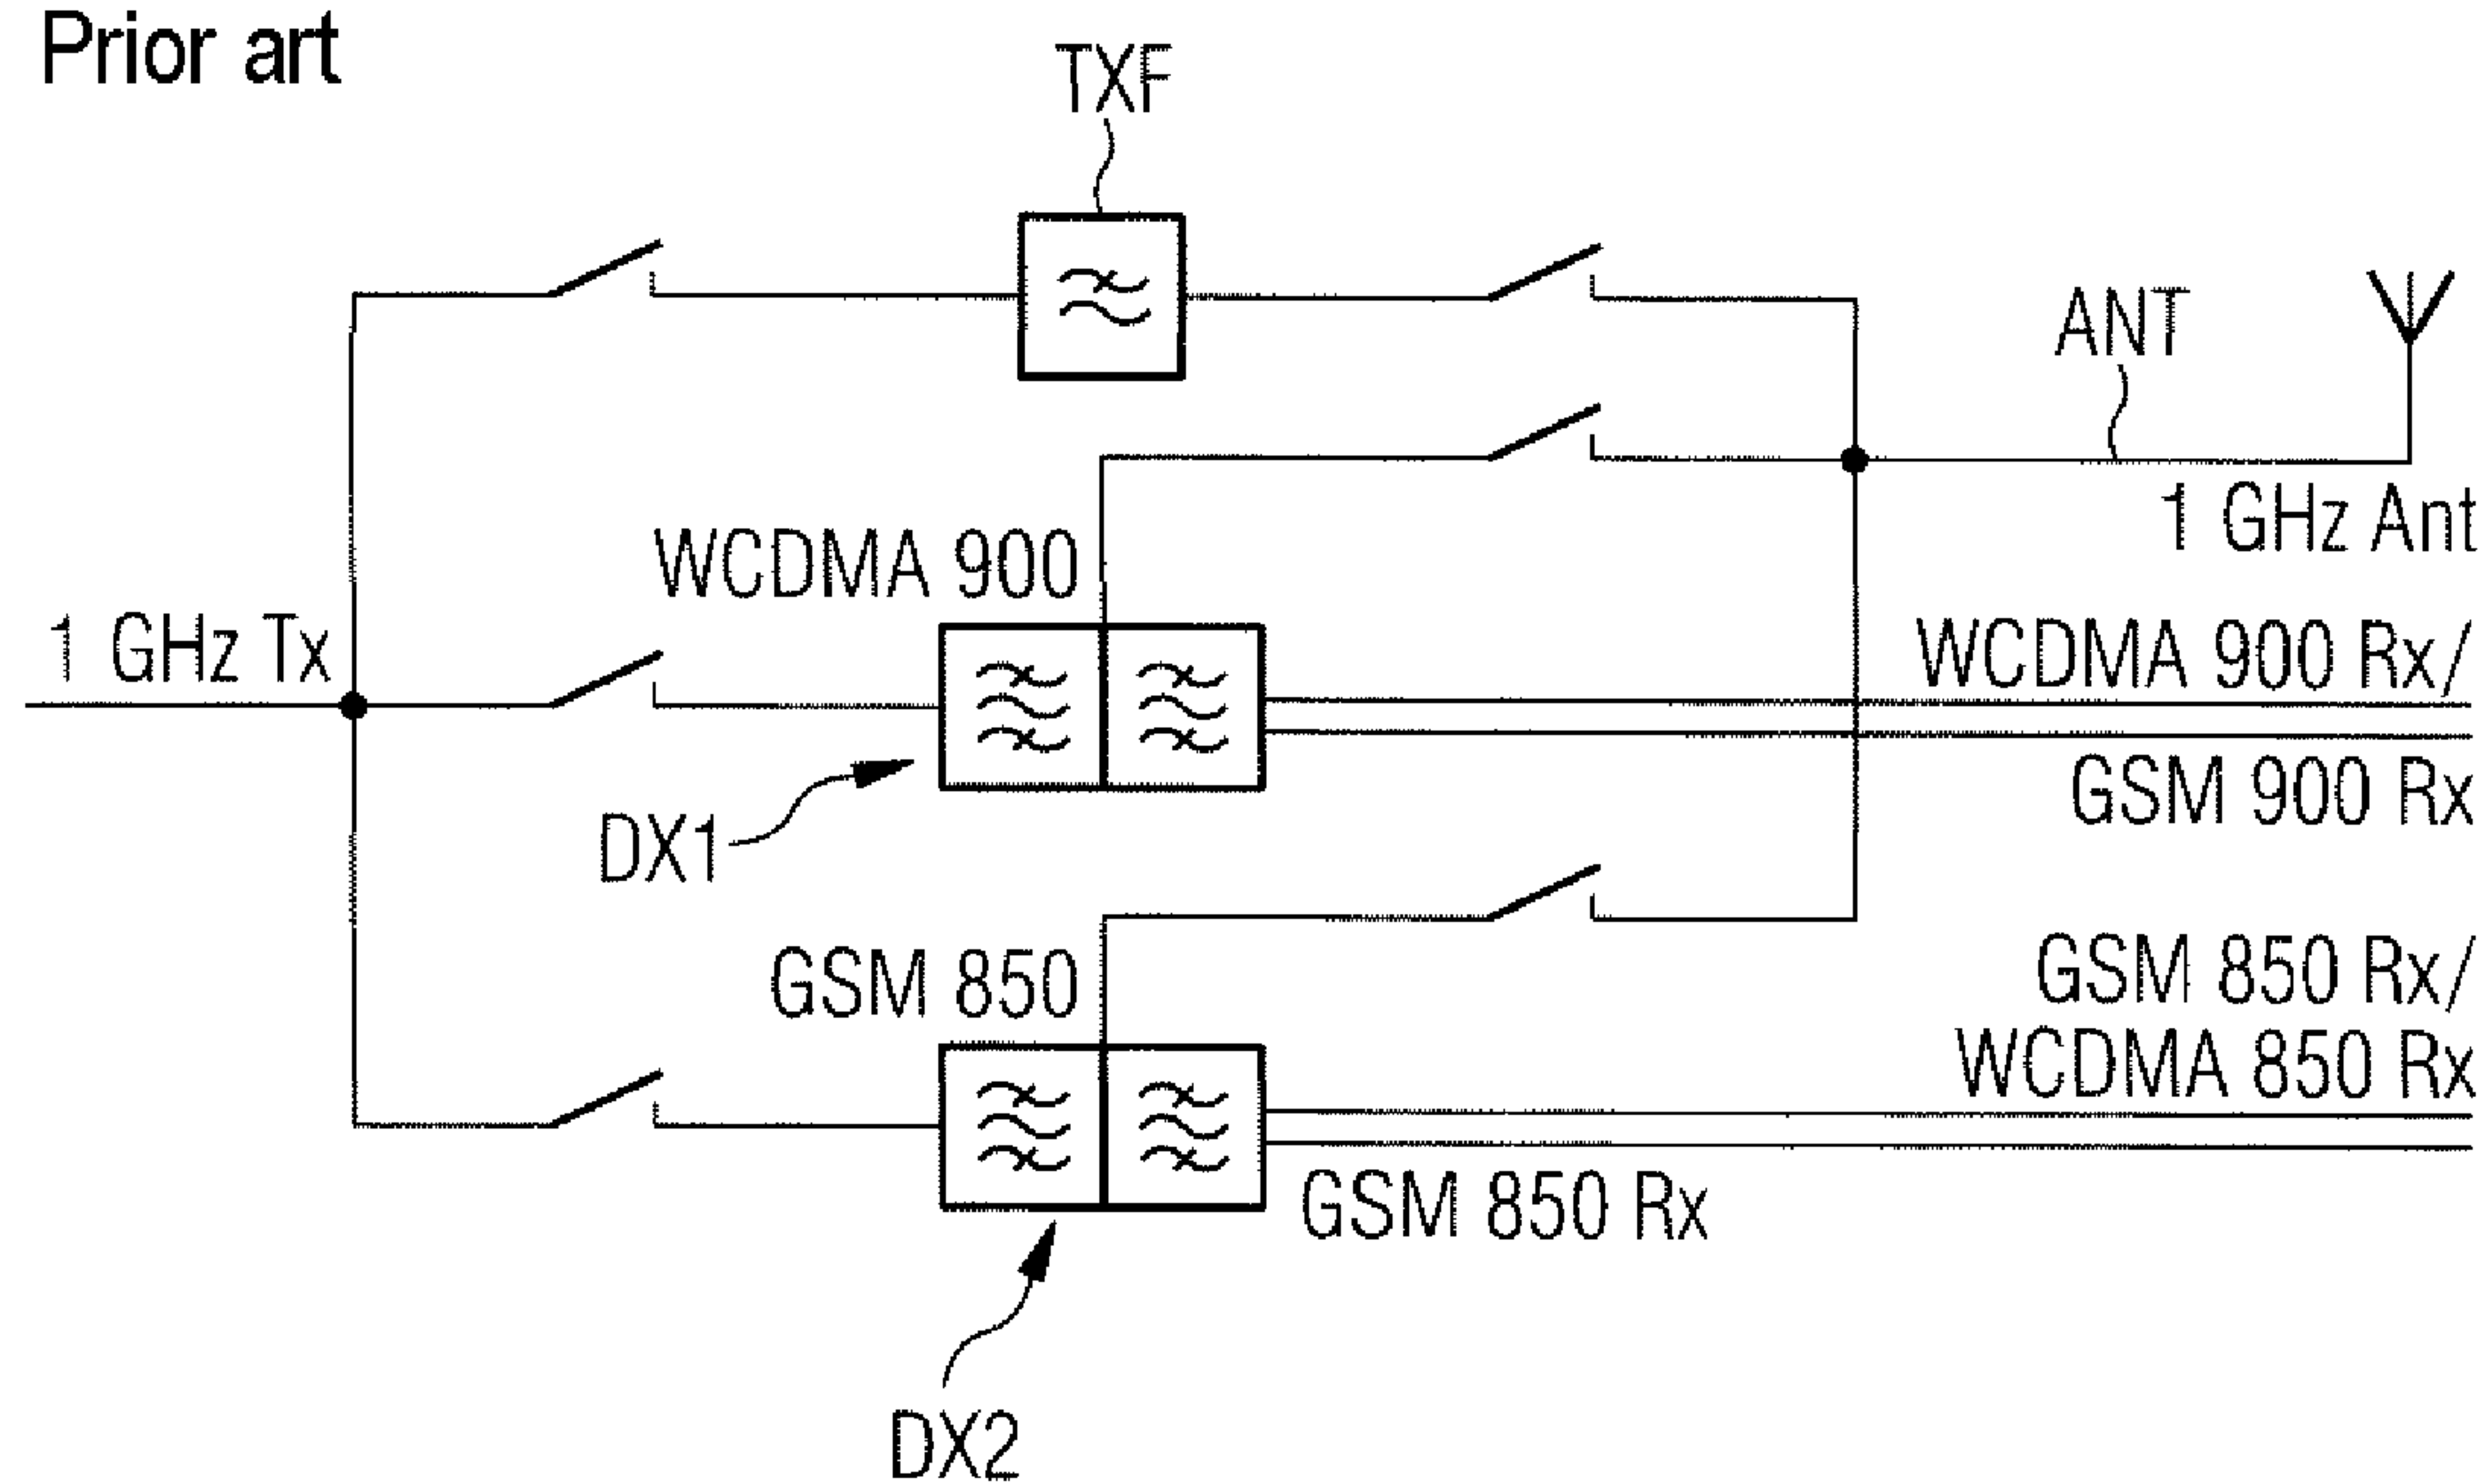 Prior art
TXF
ANT
1 GHz Ant
WCDMA 900
1 GHz Tx
WCDMA 900 Rx/
GSM 900 Rx
DX1
GSM 850
GSM 850 Rx/
WCDMA 850 Rx
GSM 850 Rx
DX2